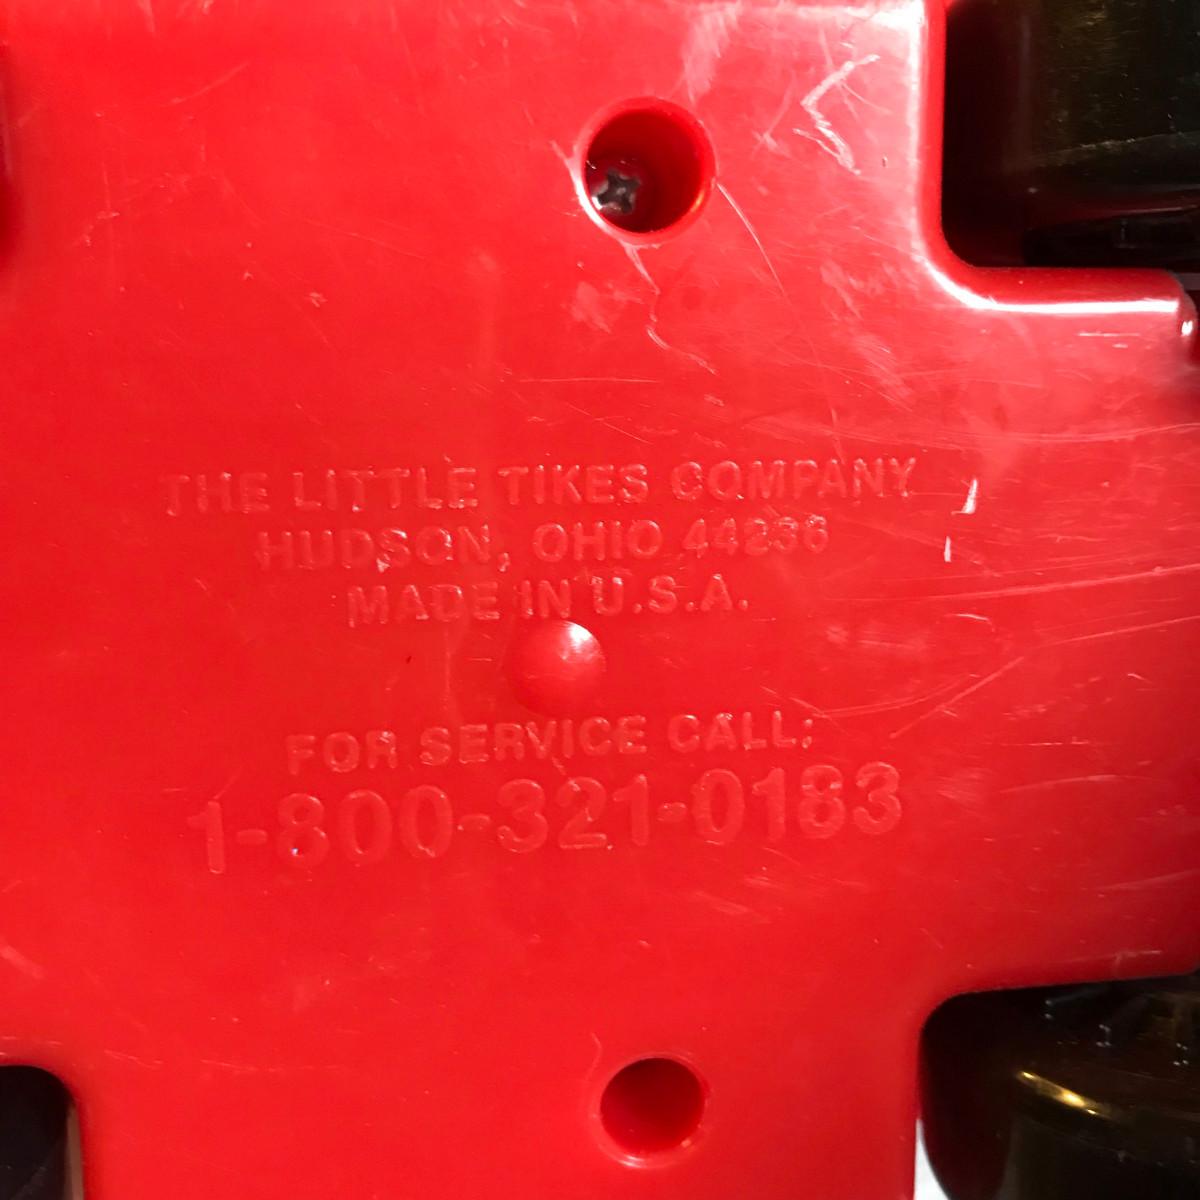 THE LITTLE TIKES COMPANY
HUDSON, OHIO 44236
MADE IN U.S.A.
FOR SERVICE CALL:
1-800-321-0183